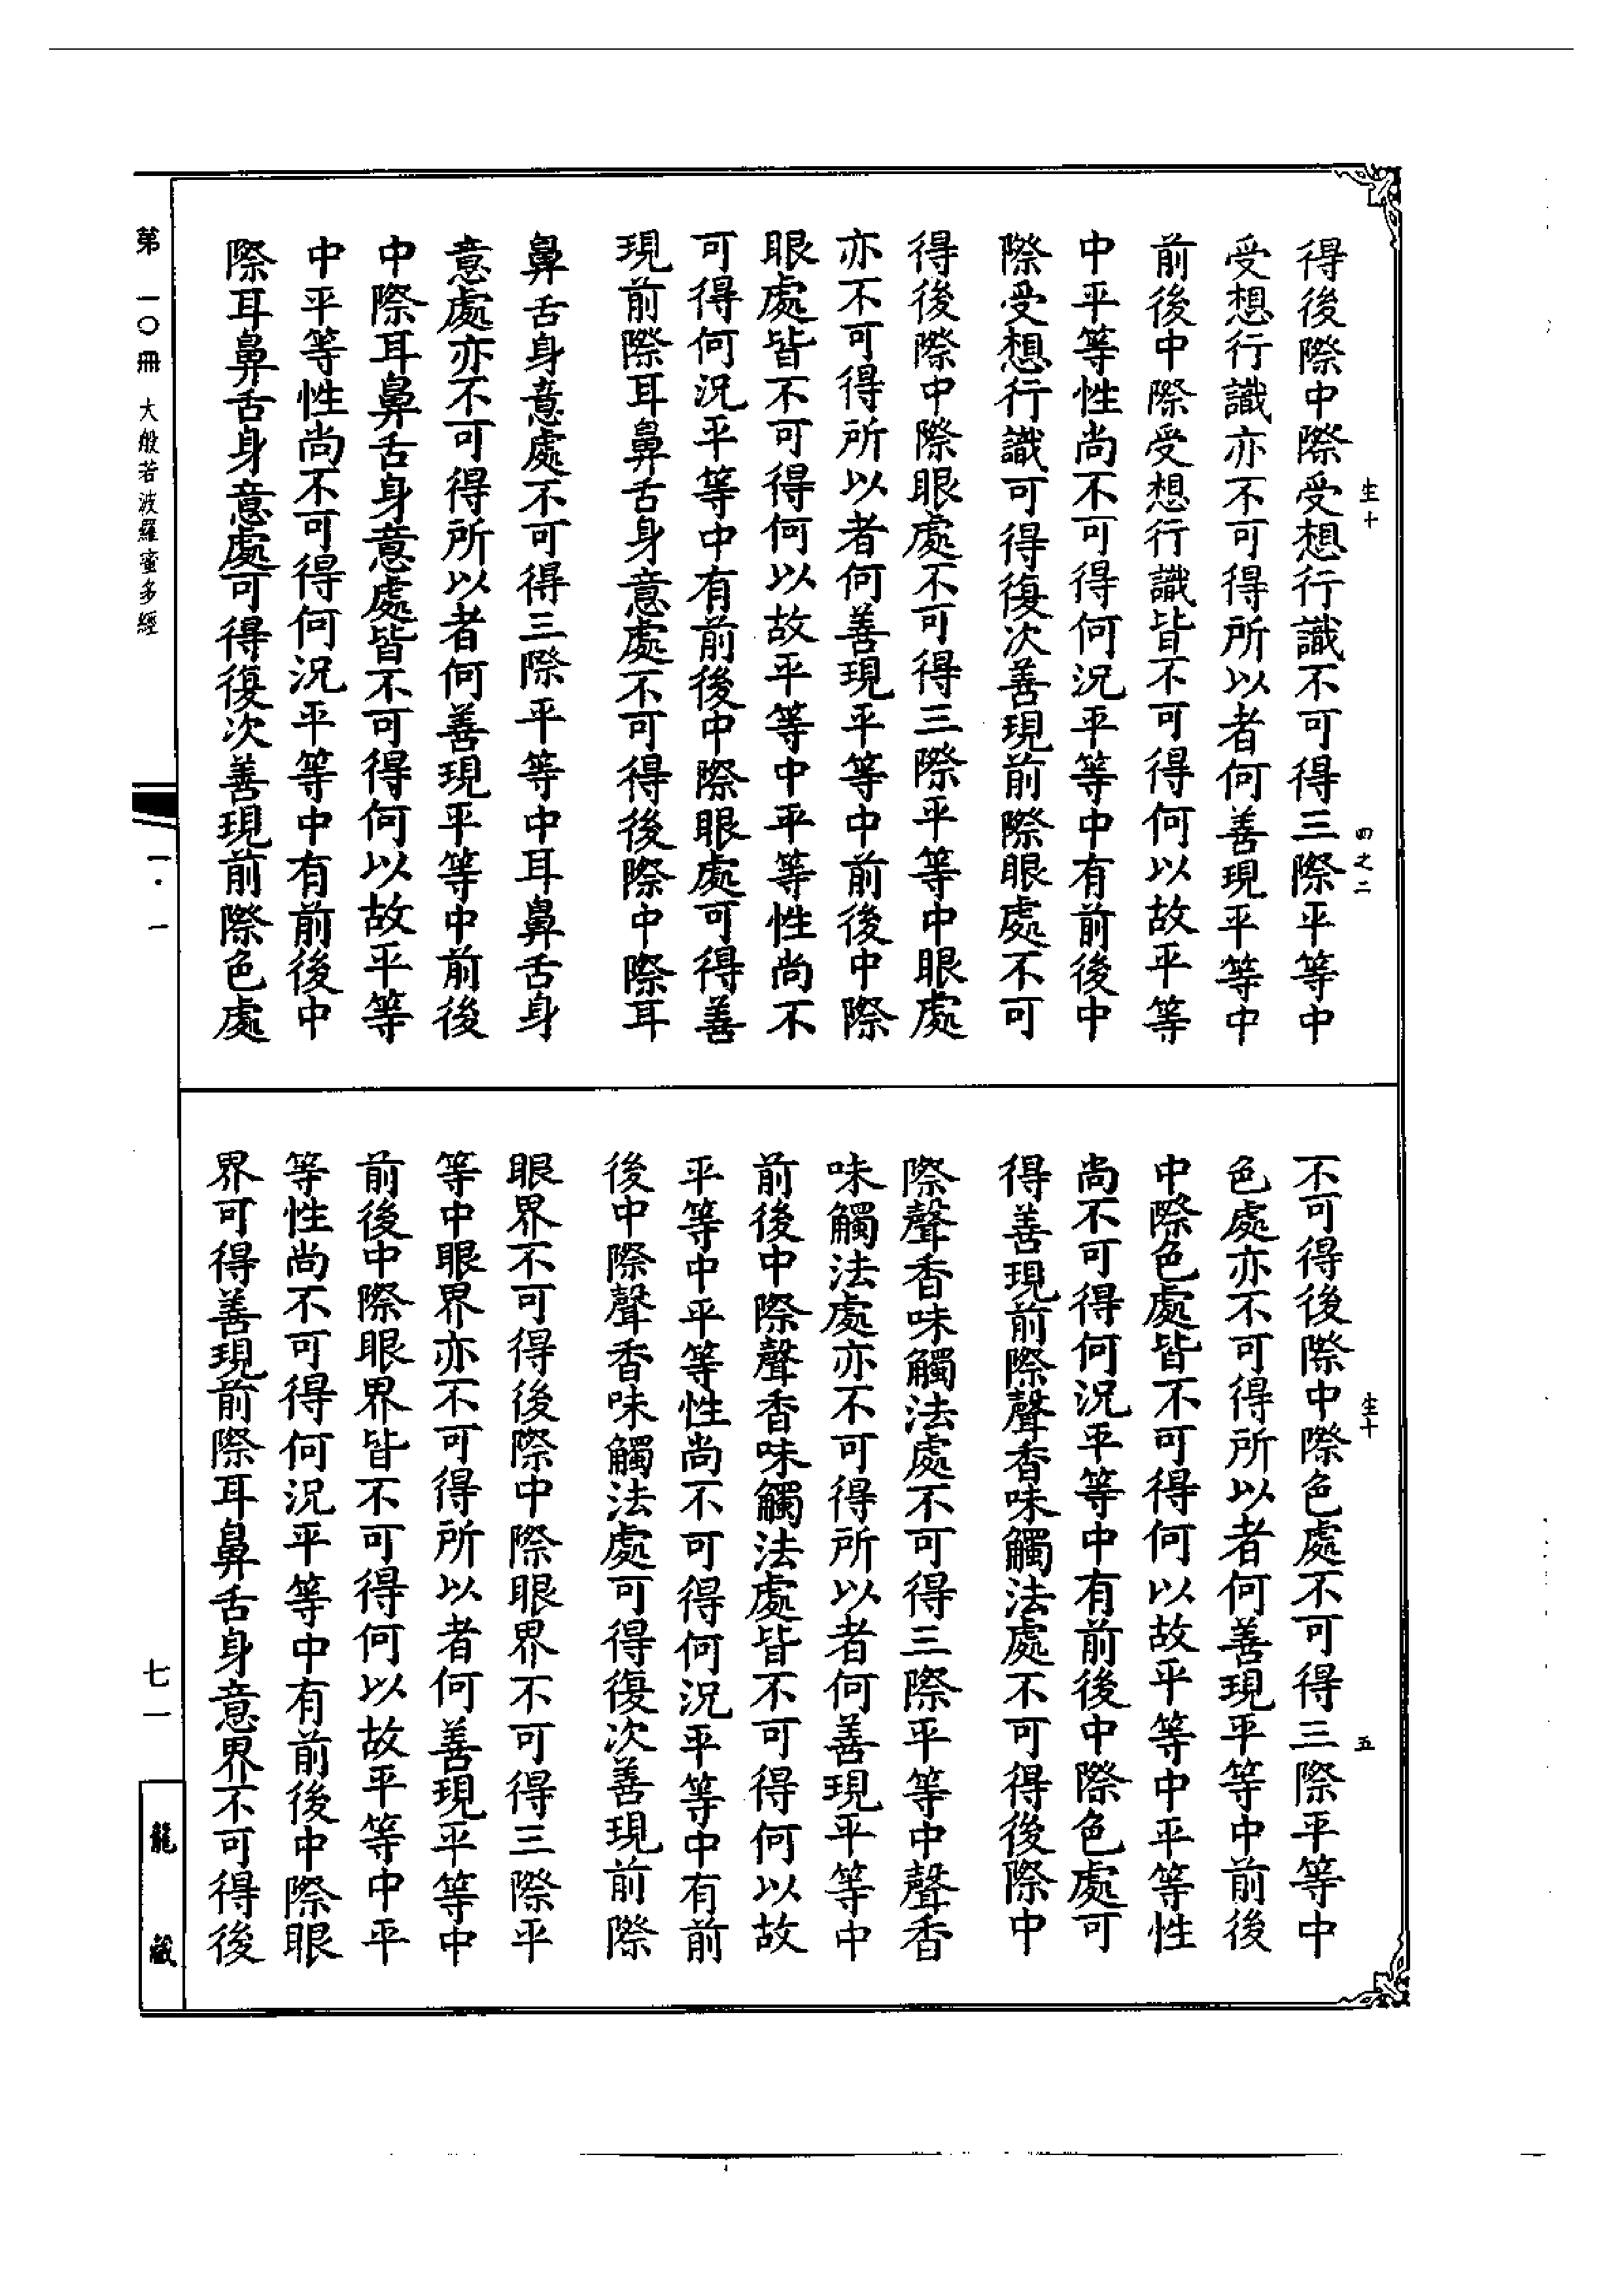 生十
四之二
得後際中際受想行識不可得三際平等中
受想行識亦不可得所以者何善現平等中
前後中際受想行識皆不可得何以故平等
中平等性尚不可得何況平等中有前後中
際受想行識可得復次善現前際眼處不可
得後際中際眼處不可得三際平等中眼處
亦不可得所以者何善現平等中前後中際
眼處皆不可得何以故平等中平等性尚不
可得何況平等中有前後中際眼處可得善
現前際耳鼻舌身意處不可得後際中際耳
鼻舌身意處不可得三際平等中耳鼻舌身
意處亦不可得所以者何善現平等中前後
中際耳鼻舌身意處皆不可得何以故平等
中平等性尚不可得何況平等中有前後中
際耳鼻舌身意處可得復次善現前際色處
生十
五
不可得後際中際色處不可得三際平等中
色處亦不可得所以者何善現平等中前後
中際色處皆不可得何以故平等中平等性
尚不可得何況平等中有前後中際色處可
得善現前際聲香味觸法處不可得後際中
際聲香味觸法處不可得三際平等中聲香
味觸法處亦不可得所以者何善現平等中
前後中際聲香味觸法處皆不可得何以故
平等中平等性尚不可得何況平等中有前
後中際聲香味觸法處可得復次善現前際
眼界不可得後際中際眼界不可得三際平
等中眼界亦不可得所以者何善現平等中
前後中際眼界皆不可得何以故平等中平
等性尚不可得何況平等中有前後中際眼
界可得善現前際耳鼻舌身意界不可得後
第一〇冊 大般若波羅蜜多經
一·一
七一
龍藏